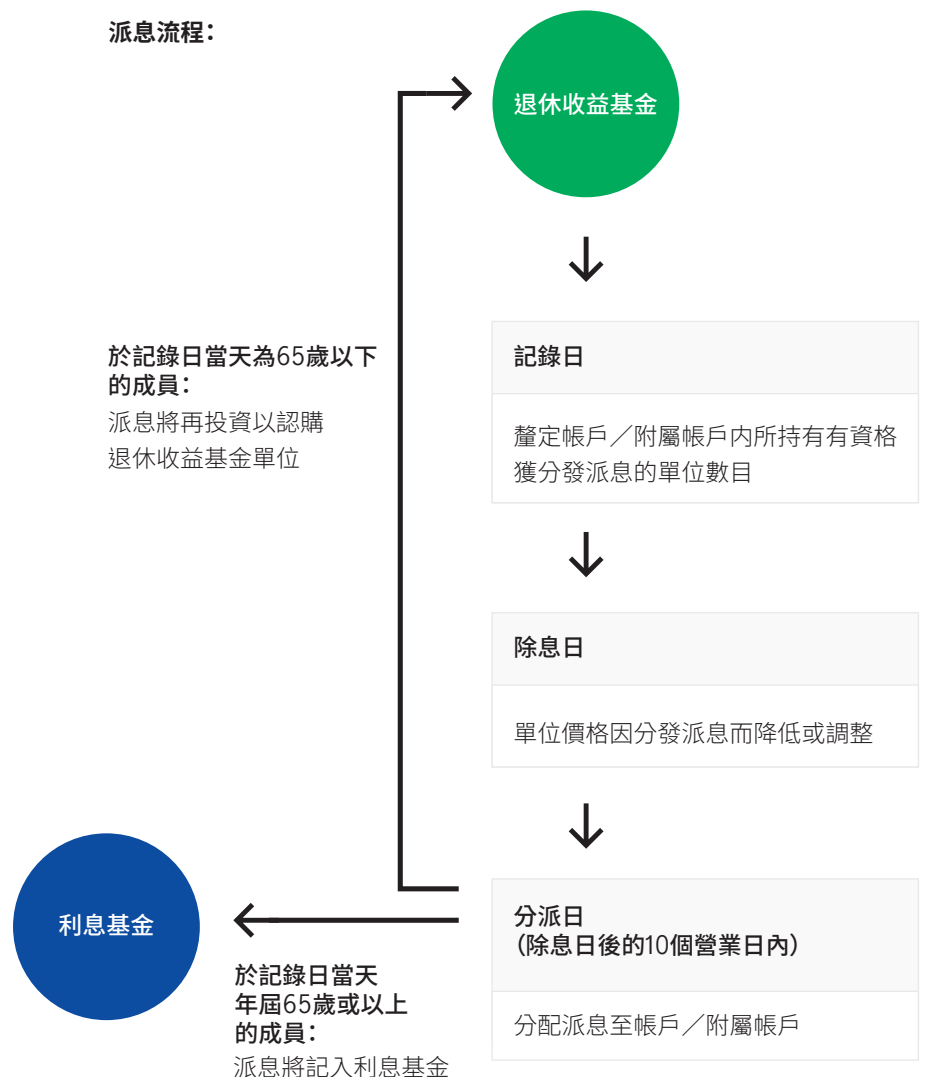 派息流程：
退休收益基金
於記錄日當天為65歲以下
的成員：
派息將再投資以認購
退休收益基金單位
記錄日
釐定帳戶／附屬帳戶內所持有有資格
獲分發派息的單位數目
除息日
單位價格因分發派息而降低或調整
分派日
（除息日後的10個營業日內）
分配派息至帳戶／附屬帳戶
利息基金
於記錄日當天
年屆65歲或以上
的成員：
派息將記入利息基金